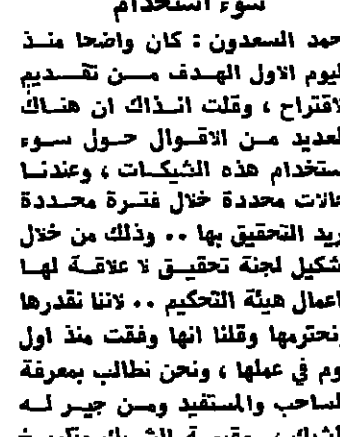 سوء استخدام
حمد السعدون : كان واضحا منذ
ليوم الاول الهدف من تقديم
لاقتراح ، وقلت انذاك ان هناك
لعديد من الاقوال حول سوء
ستخدام هذه الشيكات ، وعندنا
حالات محددة خلال فترة محددة
ريد التحقيق بها .. وذلك من خلال
شكيل لجنة تحقيق لا علاقة لها
اعمال هيئة التحكيم .. لاننا نقدرها
نحترمها وقلنا انها وفقت منذ اول
وم في عملها ، ونحن نطالب بمعرفة
لساحب والمستفيد ومن جير له